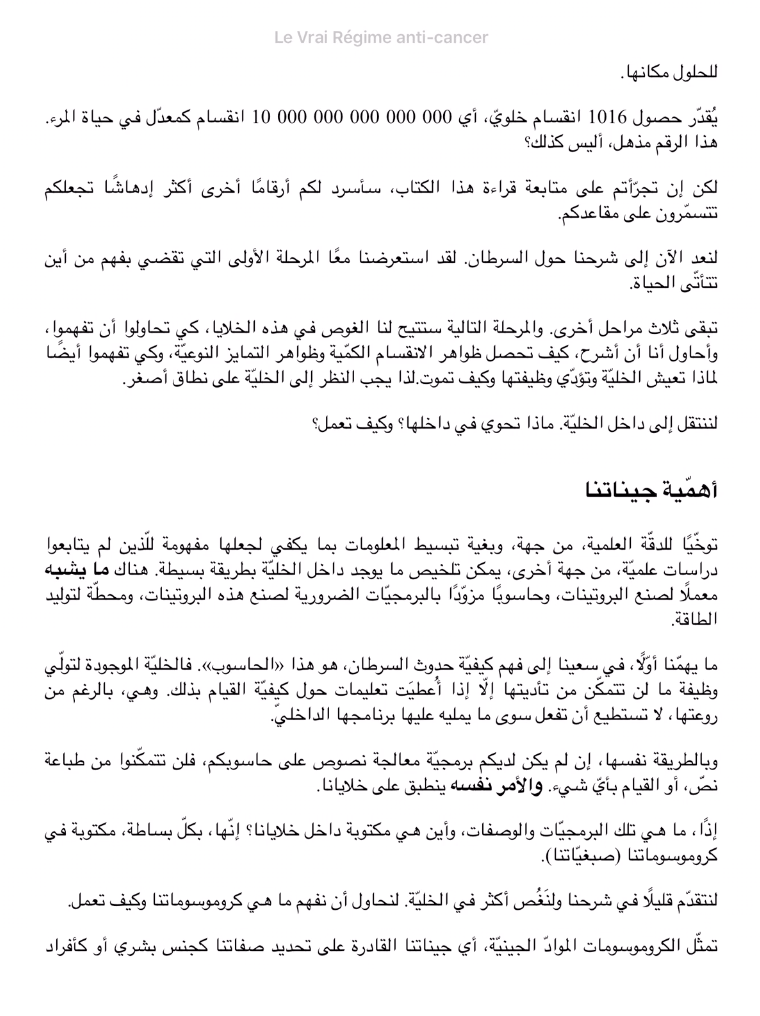 Le Vrai Régime anti-cancer
للحلول مكانها.
يُقدّر حصول 1016 انقسام خلويّ، أي 000 000 000 000 000 10 انقسام كمعدّل في حياة المرء.
هذا الرقم مذهل، أليس كذلك؟
لكن إن تجرّأتم على متابعة قراءة هذا الكتاب، سأسرد لكم أرقامًا أخرى أكثر إدهاشًا تجعلكم
تتسمّرون على مقاعدكم.
لنعد الآن إلى شرحنا حول السرطان. لقد استعرضنا معًا المرحلة الأولى التي تقضي بفهم من أين
تتأتّى الحياة.
تبقى ثلاث مراحل أخرى. والمرحلة التالية ستتيح لنا الغوص في هذه الخلايا، كي تحاولوا أن تفهموا،
وأحاول أنا أن أشرح، كيف تحصل ظواهر الانقسام الكمّية وظواهر التمايز النوعيّة، وكي تفهموا أيضًا
لماذا تعيش الخليّة وتؤدّي وظيفتها وكيف تموت.لذا يجب النظر إلى الخليّة على نطاق أصغر.
لننتقل إلى داخل الخليّة. ماذا تحوي في داخلها؟ وكيف تعمل؟
أهمّية جيناتنا
توخّيًا للدقّة العلمية، من جهة، وبغية تبسيط المعلومات بما يكفي لجعلها مفهومة للّذين لم يتابعوا
دراسات علميّة، من جهة أخرى، يمكن تلخيص ما يوجد داخل الخليّة بطريقة بسيطة. هناك ما يشبه
معملًا لصنع البروتينات، وحاسوبًا مزوّدًا بالبرمجيّات الضرورية لصنع هذه البروتينات، ومحطّة لتوليد
الطاقة.
ما يهمّنا أوّلًا، في سعينا إلى فهم كيفيّة حدوث السرطان، هو هذا «الحاسوب». فالخليّة الموجودة لتولّي
وظيفة ما لن تتمكّن من تأديتها إلّا إذا أُعطيَت تعليمات حول كيفيّة القيام بذلك. وهي، بالرغم من
روعتها، لا تستطيع أن تفعل سوى ما يمليه عليها برنامجها الداخليّ.
وبالطريقة نفسها، إن لم يكن لديكم برمجيّة معالجة نصوص على حاسوبكم، فلن تتمكّنوا من طباعة
نصّ، أو القيام بأيّ شيء. والأمر نفسه ينطبق على خلايانا.
إذًا، ما هي تلك البرمجيّات والوصفات، وأين هي مكتوبة داخل خلايانا؟ إنّها، بكلّ بساطة، مكتوبة في
كروموسوماتنا (صبغيّاتنا).
لنتقدّم قليلًا في شرحنا ولنَغُص أكثر في الخليّة. لنحاول أن نفهم ما هي كروموسوماتنا وكيف تعمل.
تمثّل الكروموسومات الموادّ الجينيّة، أي جيناتنا القادرة على تحديد صفاتنا كجنس بشري أو كأفراد